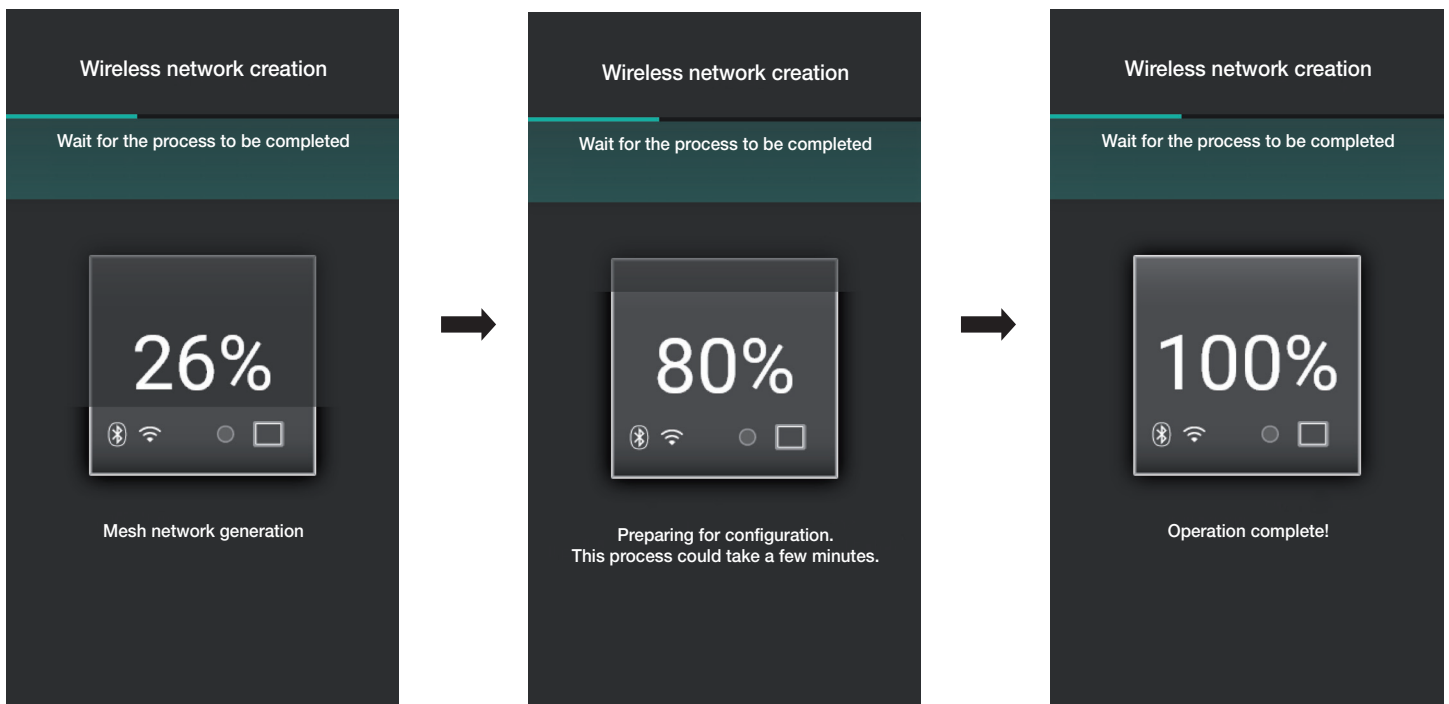 Wireless network creation
Wait for the process to be completed
26%
Mesh network generation
Wireless network creation
Wait for the process to be completed
80%
Preparing for configuration.
This process could take a few minutes.
Wireless network creation
Wait for the process to be completed
100%
Operation complete!